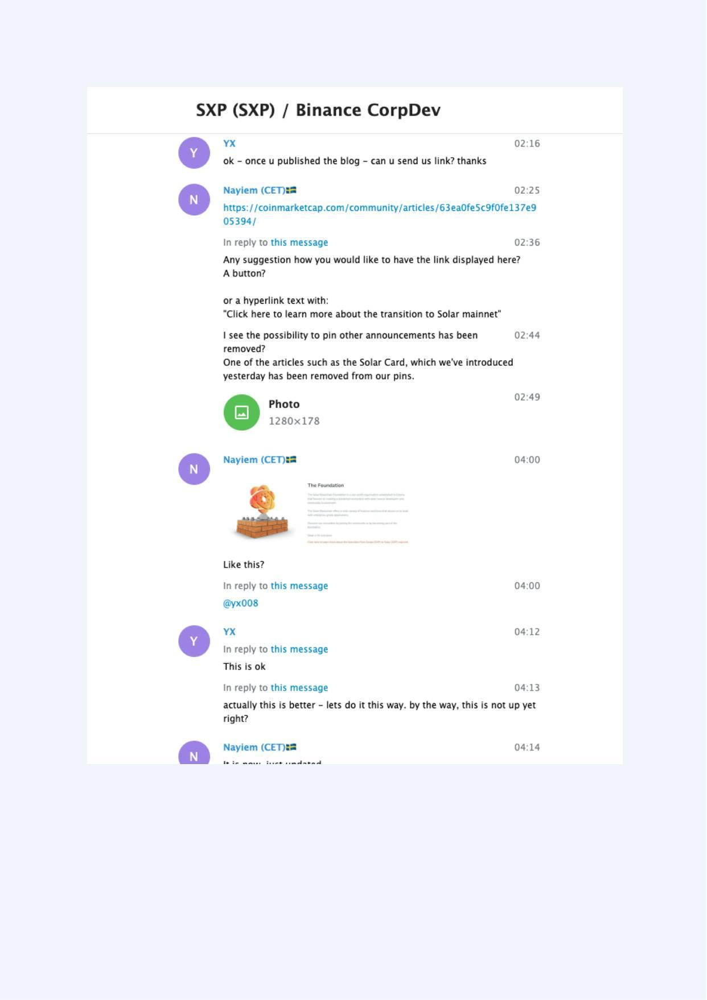 SXP (SXP) / Binance CorpDev
Y
YX
02:16
ok – once u published the blog – can u send us link? thanks
N
Nayiem (CET)🇸🇪
02:25
https://coinmarketcap.com/community/articles/63ea0fe5c9f0fe137e9
05394/
In reply to this message
02:36
Any suggestion how you would like to have the link displayed here?
A button?
or a hyperlink text with:
"Click here to learn more about the transition to Solar mainnet"
I see the possibility to pin other announcements has been
02:44
removed?
One of the articles such as the Solar Card, which we've introduced
yesterday has been removed from our pins.
02:49
Photo
1280×178
N
Nayiem (CET)🇸🇪
04:00
The Foundation
Like this?
In reply to this message
04:00
@yx008
Y
YX
04:12
In reply to this message
This is ok
In reply to this message
04:13
actually this is better – lets do it this way. by the way, this is not up yet
right?
N
Nayiem (CET)🇸🇪
04:14
It is now, just updated